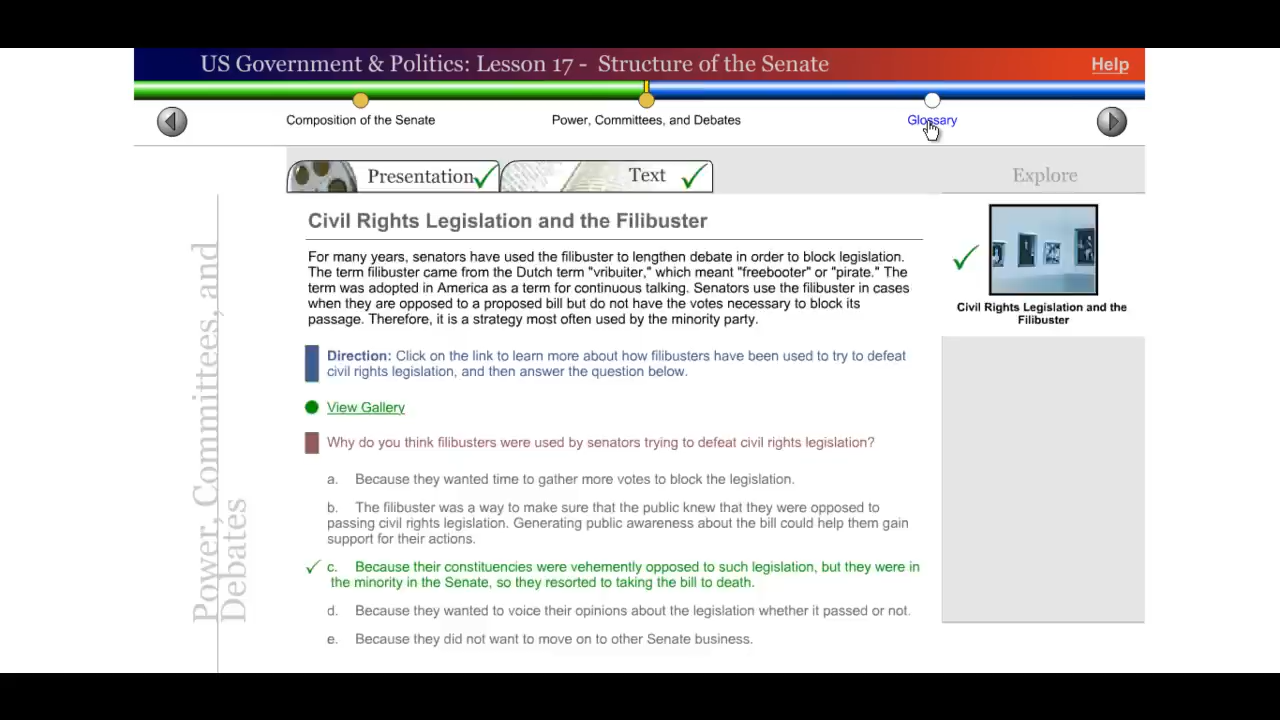 US Government & Politics: Lesson 17 - Structure of the Senate
Help
Composition of the Senate
Power, Committees, and Debates
Glossary
Presentation
Text
Explore
Civil Rights Legislation and the Filibuster
For many years, senators have used the filibuster to lengthen debate in order to block legislation.
The term filibuster came from the Dutch term "vribuiter," which meant "freebooter" or "pirate." The
term was adopted in America as a term for continuous talking. Senators use the filibuster in cases
when they are opposed to a proposed bill but do not have the votes necessary to block its
passage. Therefore, it is a strategy most often used by the minority party.
Direction: Click on the link to learn more about how filibusters have been used to try to defeat
civil rights legislation, and then answer the question below.
View Gallery
Why do you think filibusters were used by senators trying to defeat civil rights legislation?
a. Because they wanted time to gather more votes to block the legislation.
b. The filibuster was a way to make sure that the public knew that they were opposed to
passing civil rights legislation. Generating public awareness about the bill could help them gain
support for their actions.
c. Because their constituencies were vehemently opposed to such legislation, but they were in
the minority in the Senate, so they resorted to taking the bill to death.
d. Because they wanted to voice their opinions about the legislation whether it passed or not.
e. Because they did not want to move on to other Senate business.
Civil Rights Legislation and the
Filibuster
Power, Committees, and
Debates